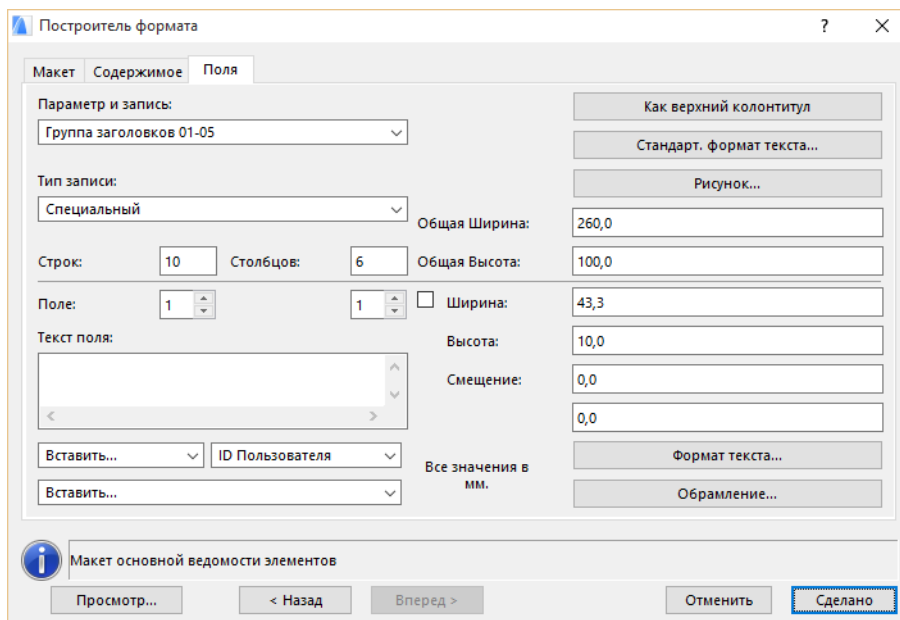 Построитель формата
?
Макет Содержимое Поля
Параметр и запись:
Группа заголовков 01-05
Как верхний колонтитул
Стандарт. формат текста...
Тип записи:
Рисунок...
Специальный
Общая Ширина: 260,0
Строк: 10 Столбцов: 6 Общая Высота: 100,0
Поле: 1 1 Ширина: 43,3
Текст поля:
Высота: 10,0
Смещение: 0,0
0,0
Вставить... ID Пользователя
Все значения в
мм.
Формат текста...
Вставить...
Обрамление...
Макет основной ведомости элементов
Просмотр... < Назад Вперед > Отменить Сделано